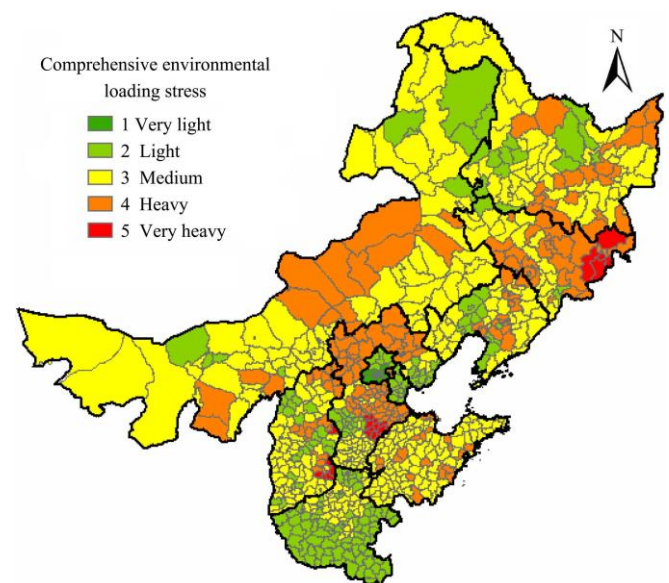 Comprehensive environmental
loading stress
1 Very light
2 Light
3 Medium
4 Heavy
5 Very heavy
N